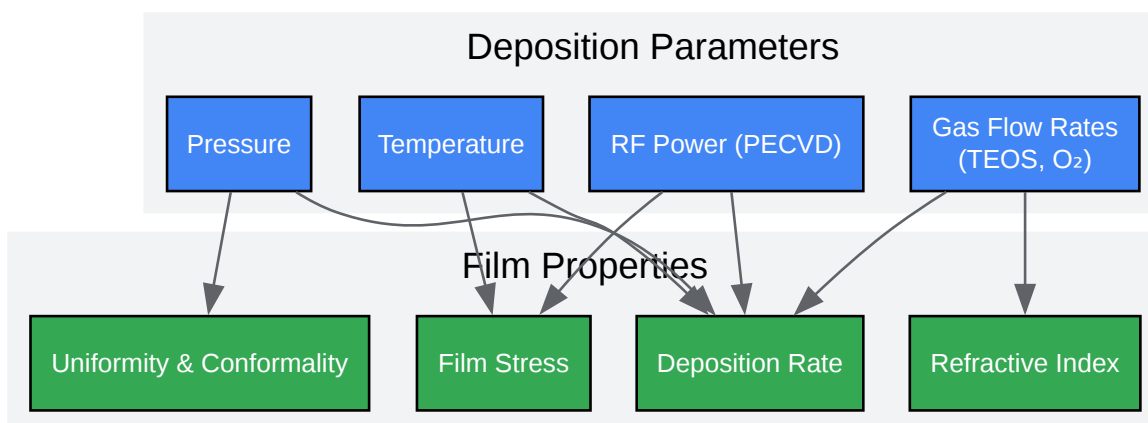 Deposition Parameters
Pressure
Temperature
RF Power (PECVD)
Gas Flow Rates
(TEOS, O₂)
Film Properties
Uniformity & Conformality
Film Stress
Deposition Rate
Refractive Index